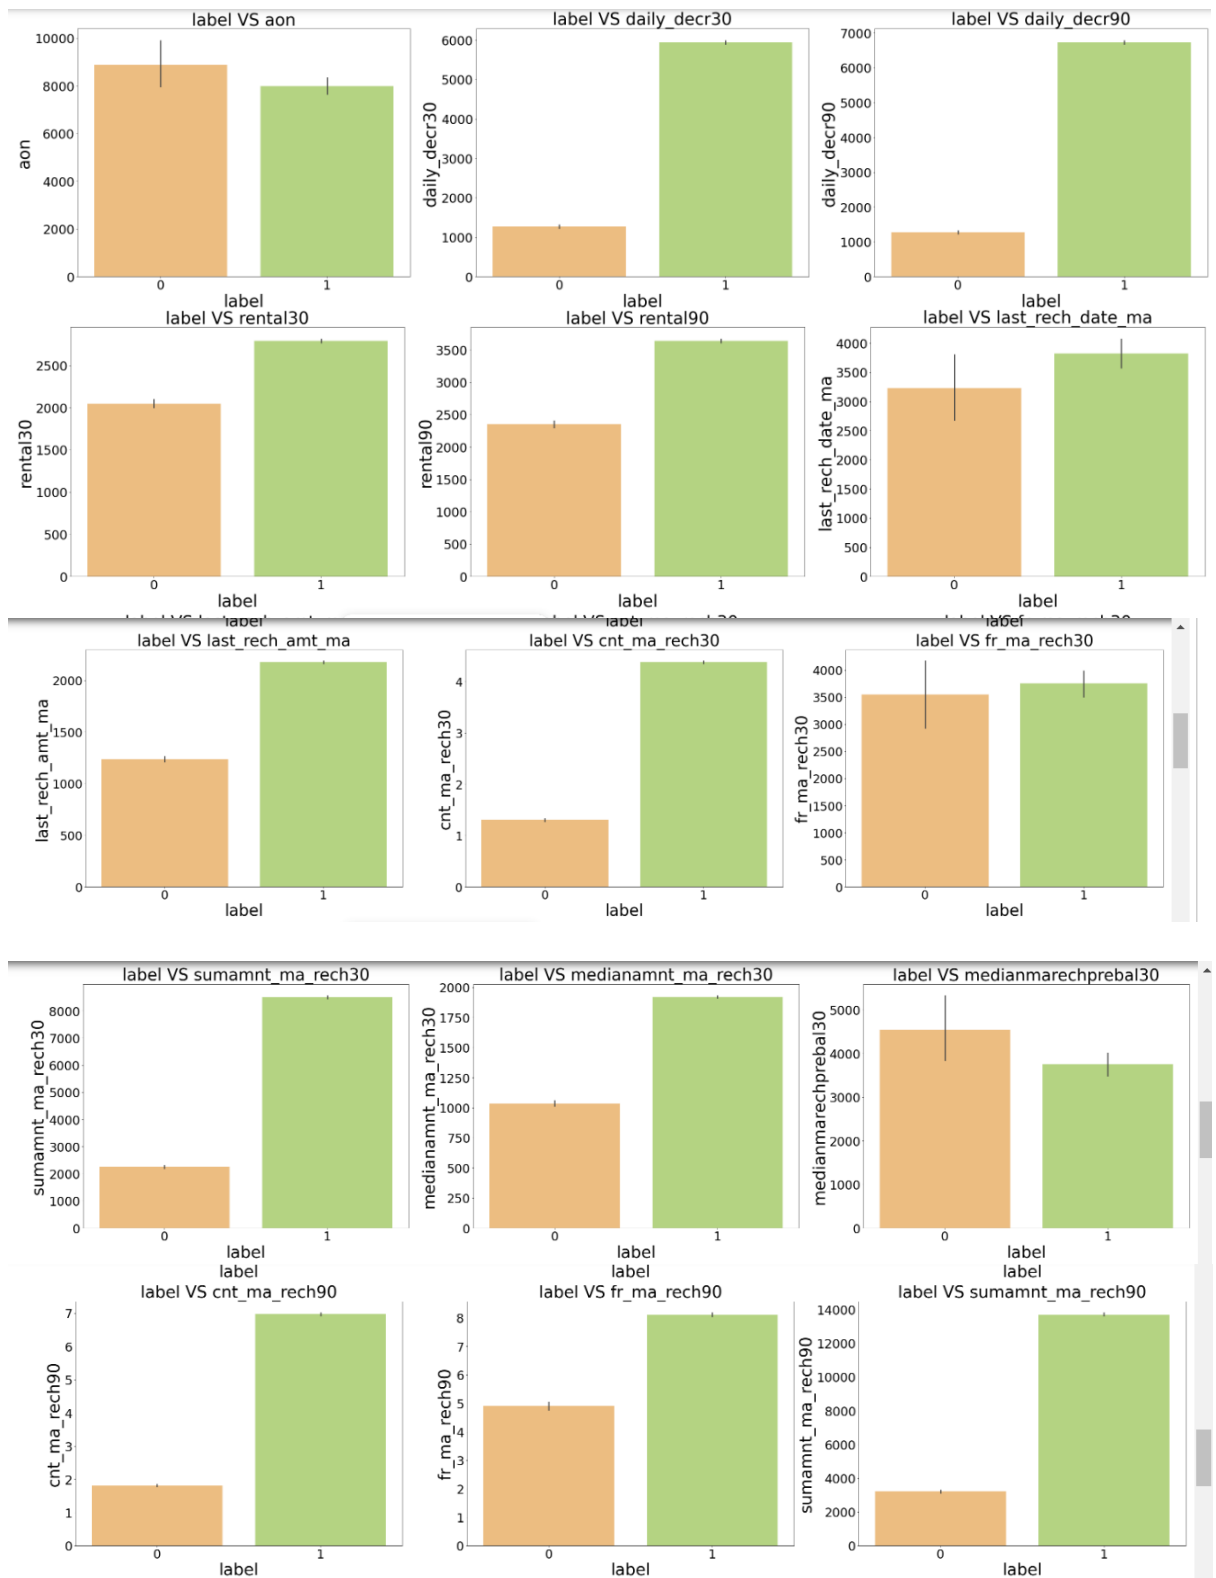 label VS aon
label VS daily_decr30
label VS daily_decr90
10000
8000
6000
4000
2000
0
aon
0 1
label
6000
5000
4000
3000
2000
1000
0
daily_decr30
0 1
label
7000
6000
5000
4000
3000
2000
1000
0
daily_decr90
0 1
label
label VS rental30
label VS rental90
label VS last_rech_date_ma
2500
2000
1500
1000
500
0
rental30
0 1
label
3500
3000
2500
2000
1500
1000
500
0
rental90
0 1
label
4000
3500
3000
2500
2000
1500
1000
500
0
last_rech_date_ma
0 1
label
label
label
label
label VS last_rech_amt_ma
label VS cnt_ma_rech30
label VS fr_ma_rech30
2000
1500
1000
500
0
last_rech_amt_ma
0 1
label
4
3
2
1
0
cnt_ma_rech30
0 1
label
4000
3500
3000
2500
2000
1500
1000
500
0
fr_ma_rech30
0 1
label
label VS sumamnt_ma_rech30
label VS medianamnt_ma_rech30
label VS medianmarechprebal30
8000
7000
6000
5000
4000
3000
2000
1000
0
sumamnt_ma_rech30
0 1
label
2000
1750
1500
1250
1000
750
500
250
0
medianamnt_ma_rech30
0 1
label
5000
4000
3000
2000
1000
0
medianmarechprebal30
0 1
label
label
label
label
label VS cnt_ma_rech90
label VS fr_ma_rech90
label VS sumamnt_ma_rech90
7
6
5
4
3
2
1
0
cnt_ma_rech90
0 1
label
8
7
6
5
4
3
2
1
0
fr_ma_rech90
0 1
label
14000
12000
10000
8000
6000
4000
2000
0
sumamnt_ma_rech90
0 1
label